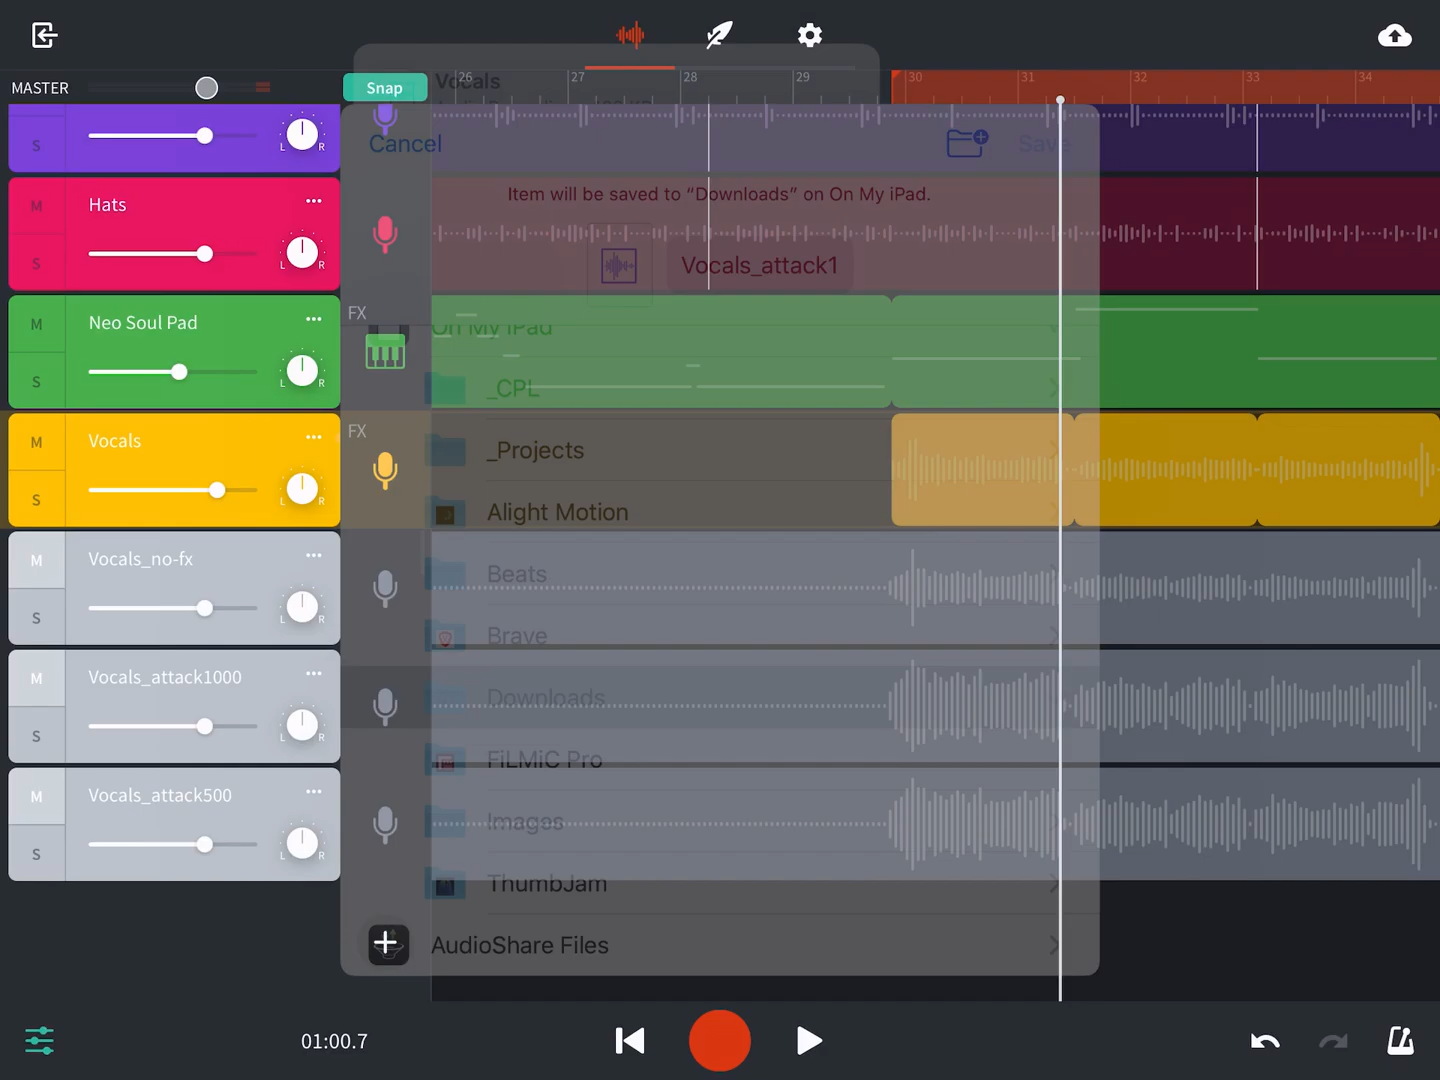 MASTER
Snap
Vocals
26
27
28
29
30
31
32
33
34
Cancel
Save
S
L R
Item will be saved to “Downloads” on On My iPad.
M
Hats
S
L R
Vocals_attack1
M
Neo Soul Pad
FX
On My iPad
S
L R
_CPL
M
Vocals
FX
_Projects
S
L R
Alight Motion
M
Vocals_no-fx
Beats
S
L R
Brave
M
Vocals_attack1000
Downloads
S
L R
FiLMiC Pro
M
Vocals_attack500
Images
S
L R
ThumbJam
AudioShare Files
01:00.7